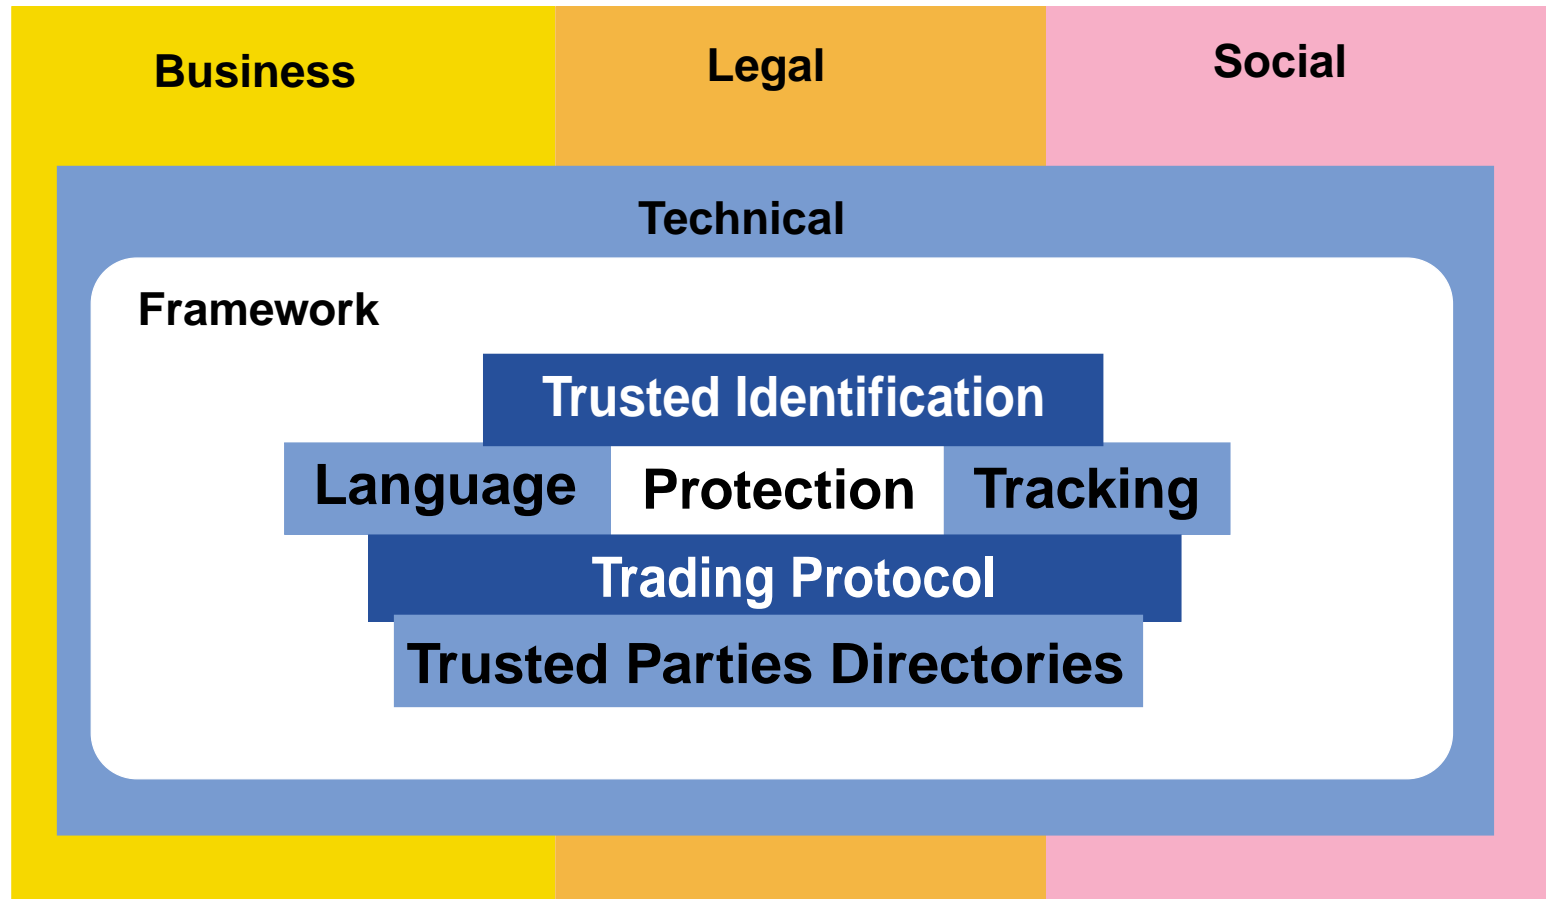 Business
Legal
Social
Technical
Framework
Trusted Identification
Language
Protection
Tracking
Trading Protocol
Trusted Parties Directories